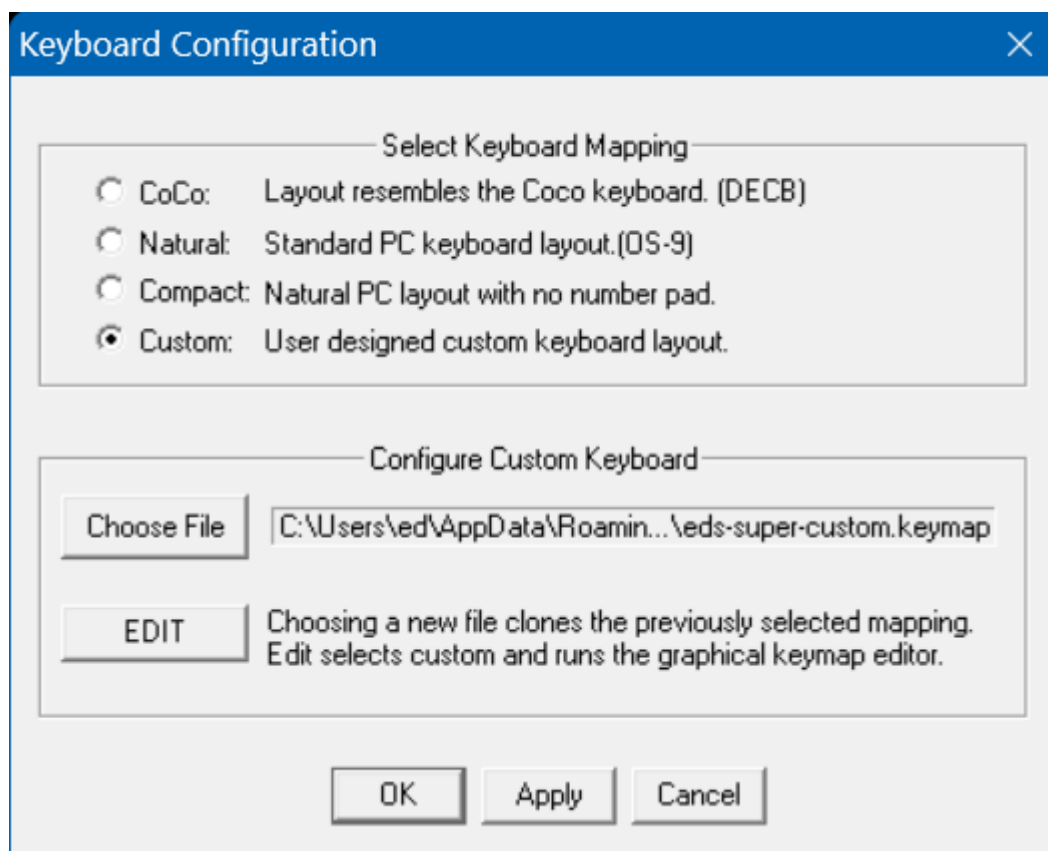 Keyboard Configuration
Select Keyboard Mapping
CoCo: Layout resembles the Coco keyboard. (DECB)
Natural: Standard PC keyboard layout.(OS-9)
Compact: Natural PC layout with no number pad.
Custom: User designed custom keyboard layout.
Configure Custom Keyboard
Choose File C:\Users\ed\AppData\Roamin...\eds-super-custom.keymap
EDIT Choosing a new file clones the previously selected mapping.
Edit selects custom and runs the graphical keymap editor.
OK Apply Cancel